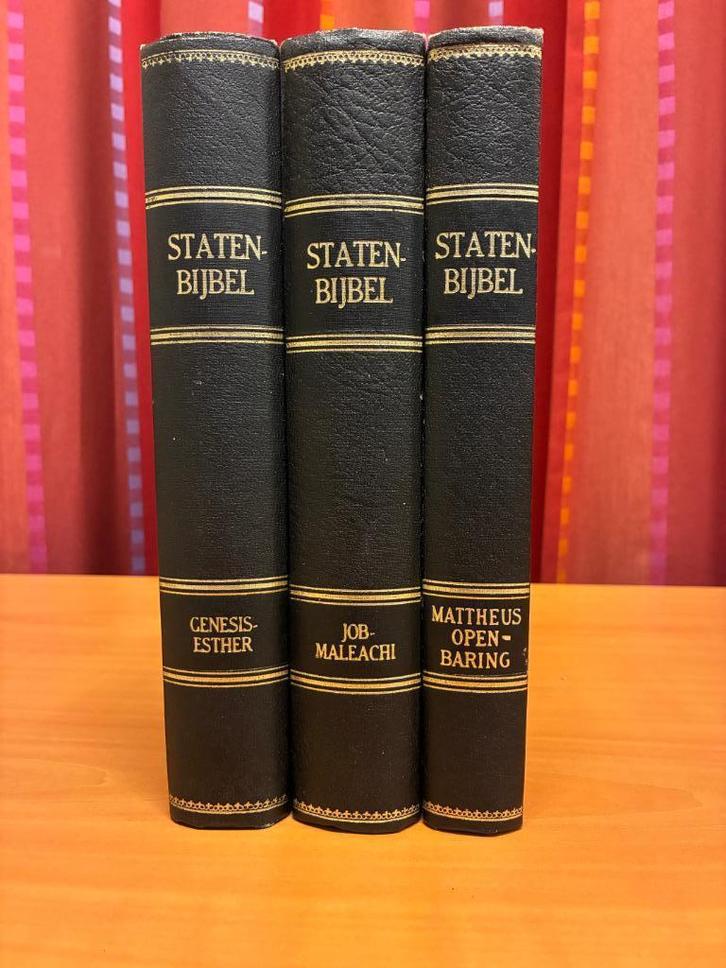 STATEN-
BIJBEL
GENESIS-
ESTHER
STATEN-
BIJBEL
JOB-
MALEACHI
STATEN-
BIJBEL
MATTHEUS
OPEN-
BARING